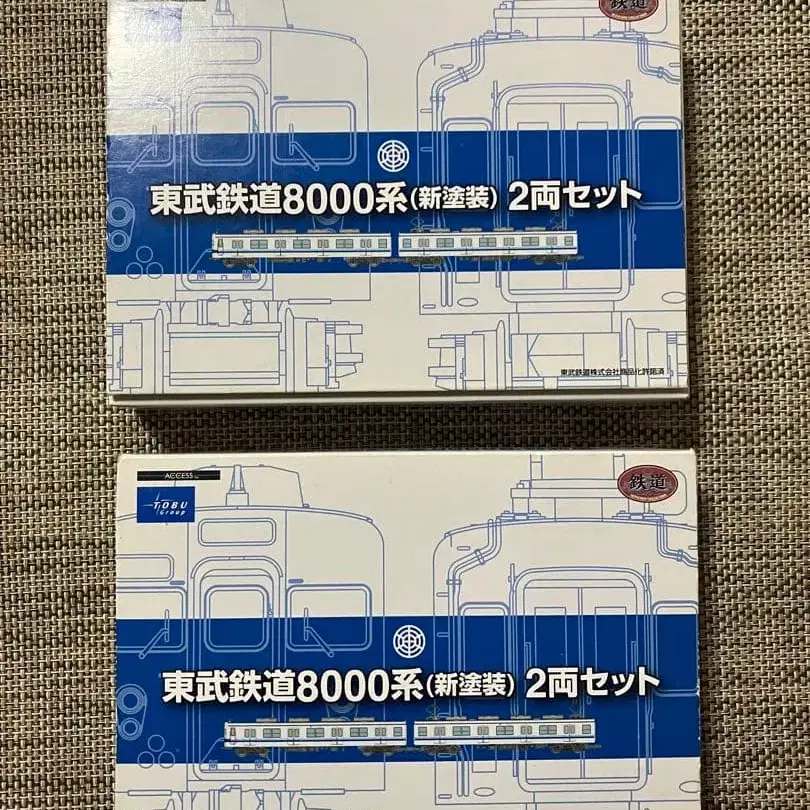 鉄道
東武鉄道8000系(新塗装) 2両セット
東武鉄道株式会社商品化許諾済
ACCESS
TOBU
Group
鉄道
東武鉄道8000系(新塗装) 2両セット